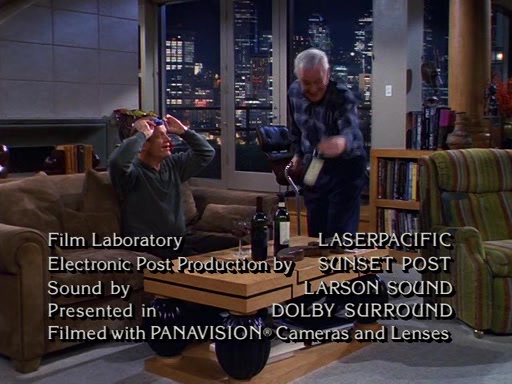 Film Laboratory LASERPACIFIC
Electronic Post Production by SUNSET POST
Sound by LARSON SOUND
Presented in DOLBY SURROUND
Filmed with PANAVISION® Cameras and Lenses